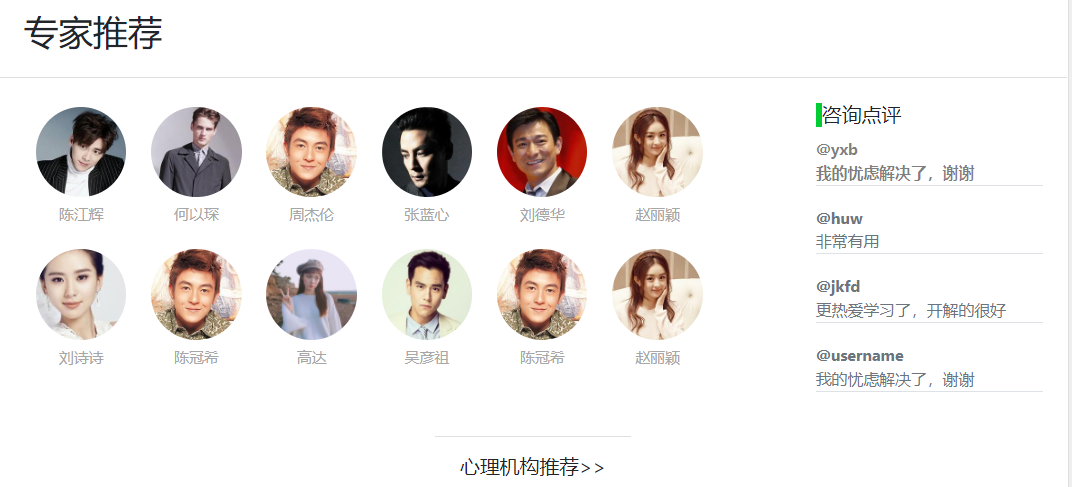 专家推荐
陈江辉 何以琛 周杰伦 张蓝心 刘德华 赵丽颖
刘诗诗 陈冠希 高达 吴彦祖 陈冠希 赵丽颖
咨询点评
@yxb
我的忧虑解决了，谢谢
@huw
非常有用
@jkfd
更热爱学习了，开解的很好
@username
我的忧虑解决了，谢谢
心理机构推荐>>